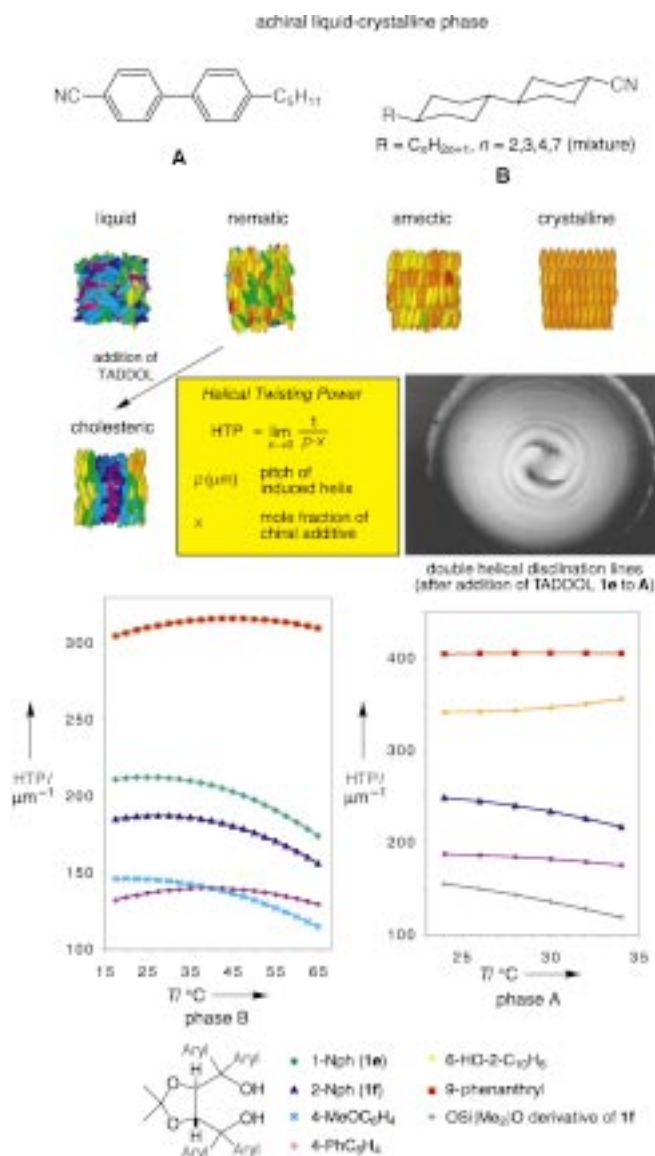 achiral liquid-crystalline phase
NC
C5H11
A
R
CN
R = CnH2n+1, n = 2,3,4,7 (mixture)
B
liquid nematic smectic crystalline
addition of
TADDOL
cholesteric
Helical Twisting Power
HTP = lim 1
p·x
p(μm) pitch of
induced helix
x mole fraction of
chiral additive
double helical disclination lines
(after addition of TADDOL 1e to A)
300
250
HTP/
μm−1
200
150
100
15 25 35 45 55 65
T/ °C
phase B
400
300
HTP/
μm−1
200
100
25 30 35
T/ °C
phase A
Aryl Aryl
H
O OH
O OH
H
Aryl Aryl
1-Nph (1e)
2-Nph (1f)
4-MeOC6H4
4-PhC6H4
6-HO-2-C10H6
9-phenanthryl
OSi(Me2)O derivative of 1f